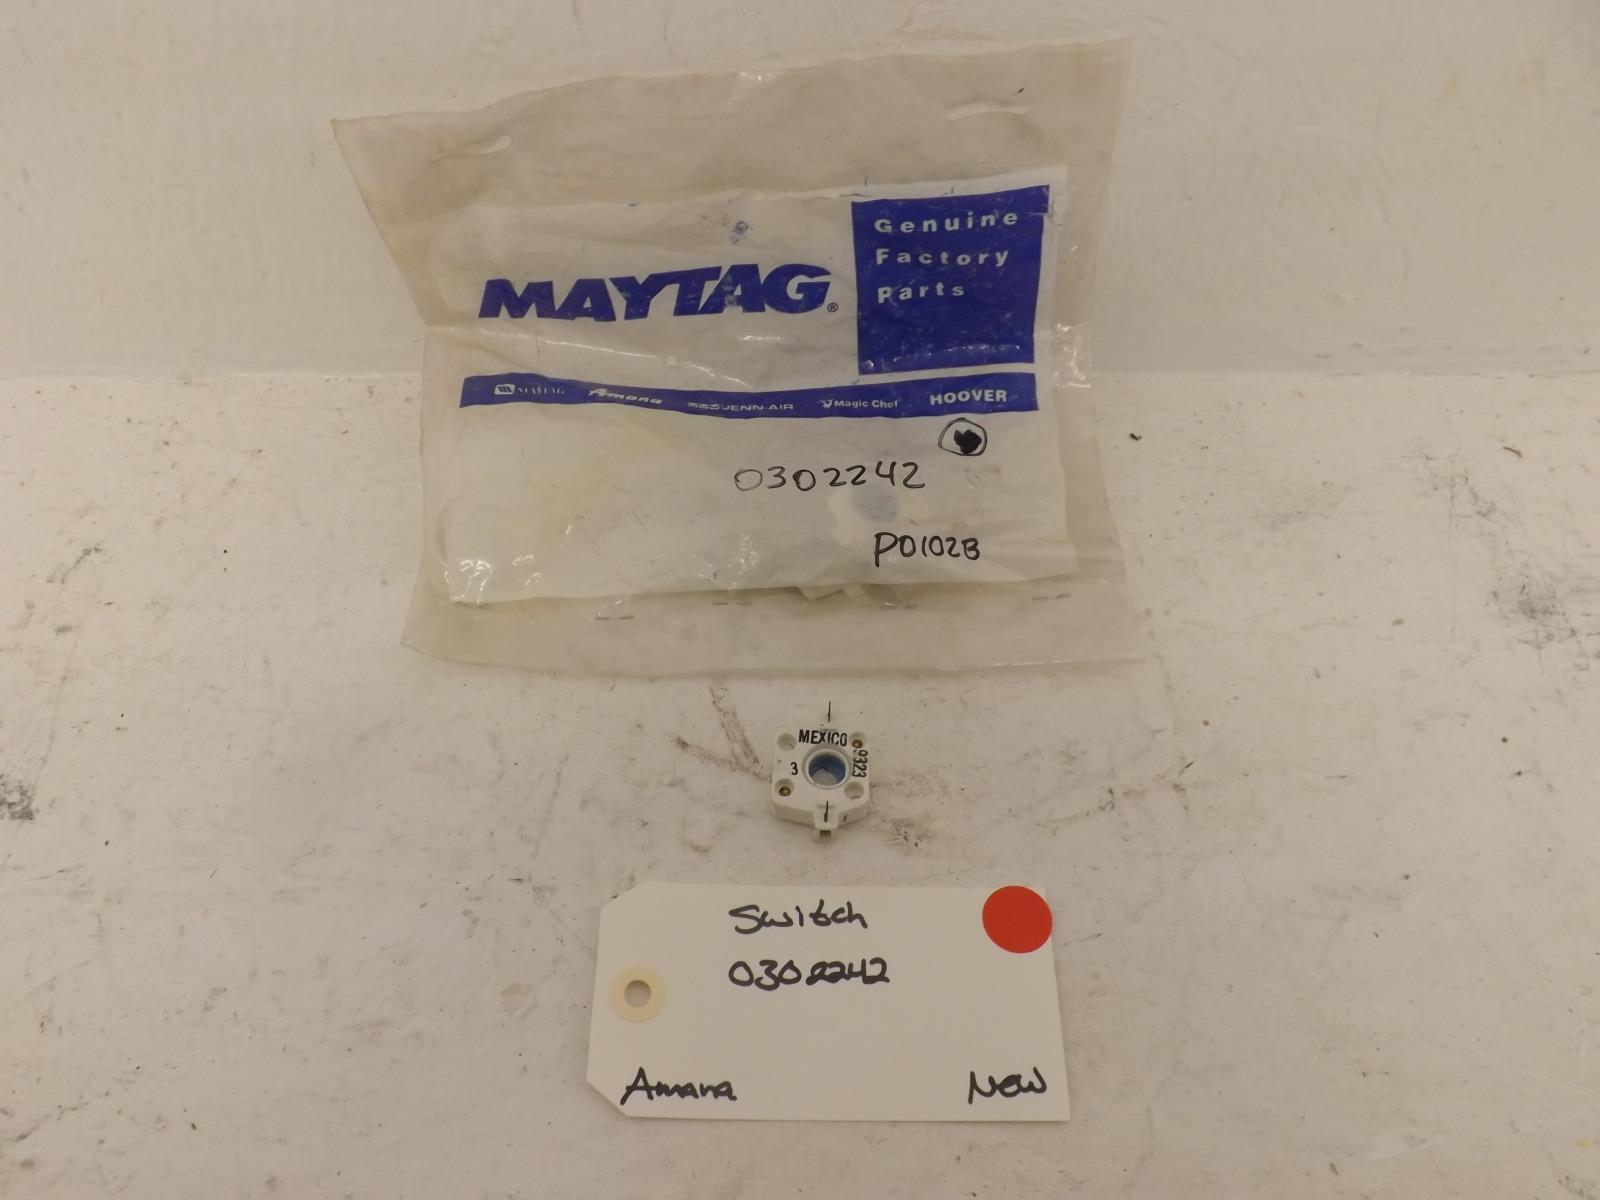 Genuine
Factory
Parts
MAYTAG®
MAYTAG Amana JENN-AIR Magic Chef HOOVER
0302242
P0102B
MEXICO
3
9323
Switch
0302242
Amana
New